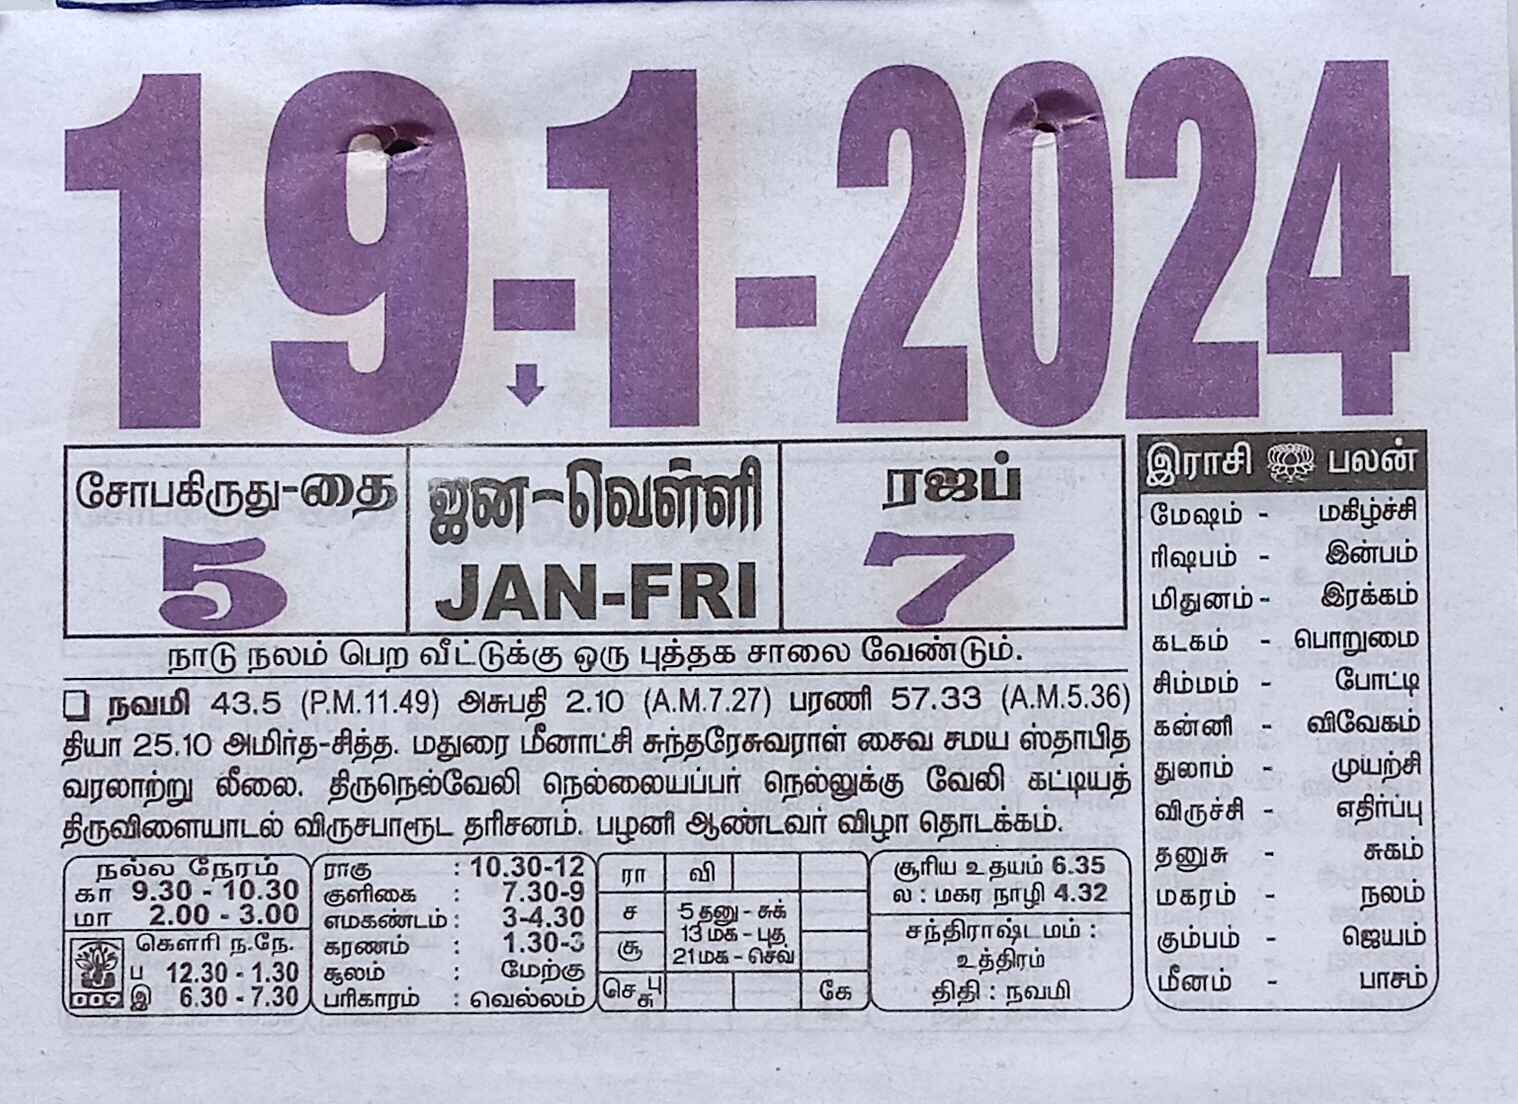 19-1-2024
சோபகிருது-தை
5
ஜன-வெள்ளி
JAN-FRI
ரஜப்
7
நாடு நலம் பெற வீட்டுக்கு ஒரு புத்தக சாலை வேண்டும்.
நவமி 43.5 (P.M.11.49) அசுபதி 2.10 (A.M.7.27) பரணி 57.33 (A.M.5.36)
தியா 25.10 அமிர்த-சித்த. மதுரை மீனாட்சி சுந்தரேசுவராள் சைவ சமய ஸ்தாபித
வரலாற்று லீலை. திருநெல்வேலி நெல்லையப்பர் நெல்லுக்கு வேலி கட்டியத்
திருவிளையாடல் விருசபாரூட தரிசனம். பழனி ஆண்டவர் விழா தொடக்கம்.
நல்ல நேரம்
கா 9.30 - 10.30
மா 2.00 - 3.00
கௌரி ந.நே.
ப 12.30 - 1.30
இ 6.30 - 7.30
009
ராகு : 10.30-12
குளிகை : 7.30-9
எமகண்டம் : 3-4.30
கரணம் : 1.30-3
சூலம் : மேற்கு
பரிகாரம் : வெல்லம்
ரா வி
ச
சூ
5 தனு - சுக்
13 மக - புத
21 மக - செவ்
செ பு சு
கே
சூரிய உதயம் 6.35
ல : மகர நாழி 4.32
சந்திராஷ்டமம் :
உத்திரம்
திதி : நவமி
இராசி பலன்
மேஷம் - மகிழ்ச்சி
ரிஷபம் - இன்பம்
மிதுனம் - இரக்கம்
கடகம் - பொறுமை
சிம்மம் - போட்டி
கன்னி - விவேகம்
துலாம் - முயற்சி
விருச்சி - எதிர்ப்பு
தனுசு - சுகம்
மகரம் - நலம்
கும்பம் - ஜெயம்
மீனம் - பாசம்